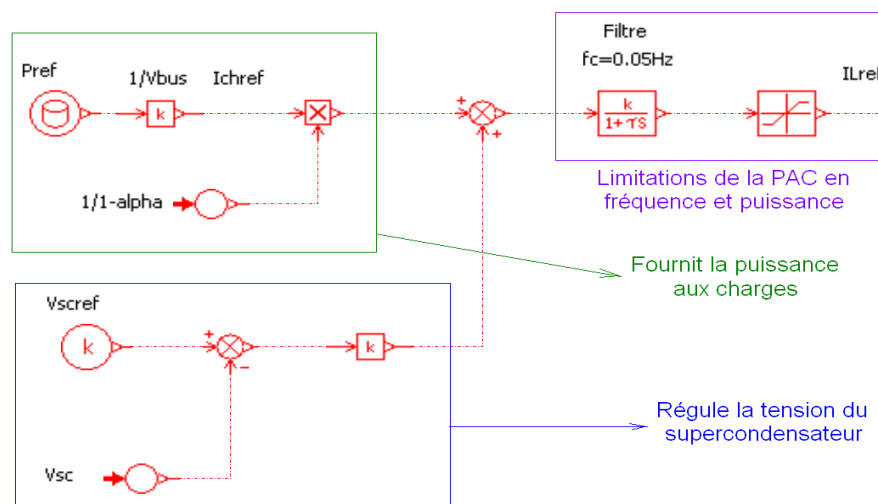 Filtre
fc=0.05Hz
Pref
1/Vbus
Ichref
ILref
k
k
1+τS
1/1-alpha
Limitations de la PAC en
fréquence et puissance
Fournit la puissance
aux charges
Vscref
k
k
Régule la tension du
supercondensateur
Vsc